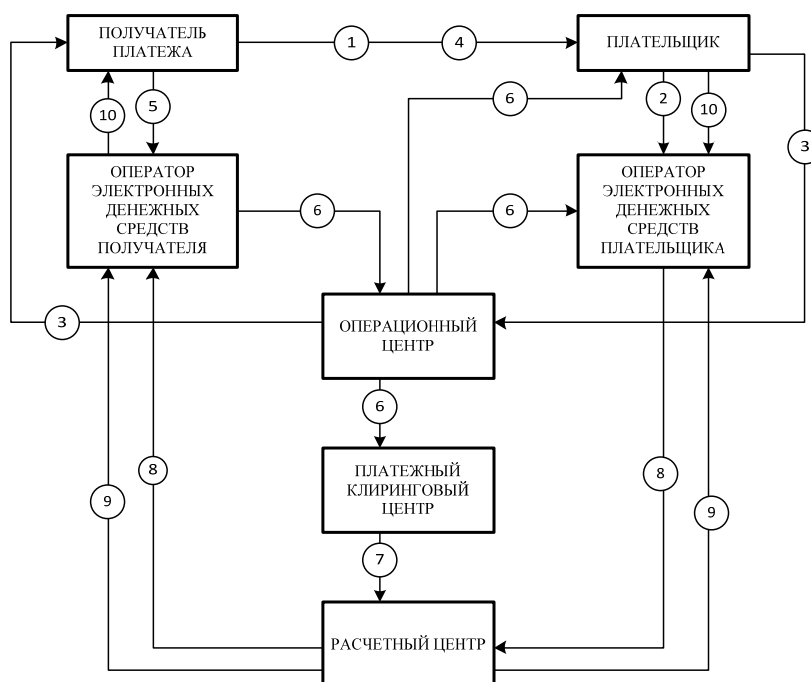 ПОЛУЧАТЕЛЬ
ПЛАТЕЖА
1
4
ПЛАТЕЛЬЩИК
10
5
6
2
10
3
ОПЕРАТОР
ЭЛЕКТРОННЫХ
ДЕНЕЖНЫХ
СРЕДСТВ
ПОЛУЧАТЕЛЯ
6
6
ОПЕРАТОР
ЭЛЕКТРОННЫХ
ДЕНЕЖНЫХ
СРЕДСТВ
ПЛАТЕЛЬЩИКА
3
ОПЕРАЦИОННЫЙ
ЦЕНТР
6
8
9
ПЛАТЕЖНЫЙ
КЛИРИНГОВЫЙ
ЦЕНТР
8
9
7
РАСЧЕТНЫЙ ЦЕНТР